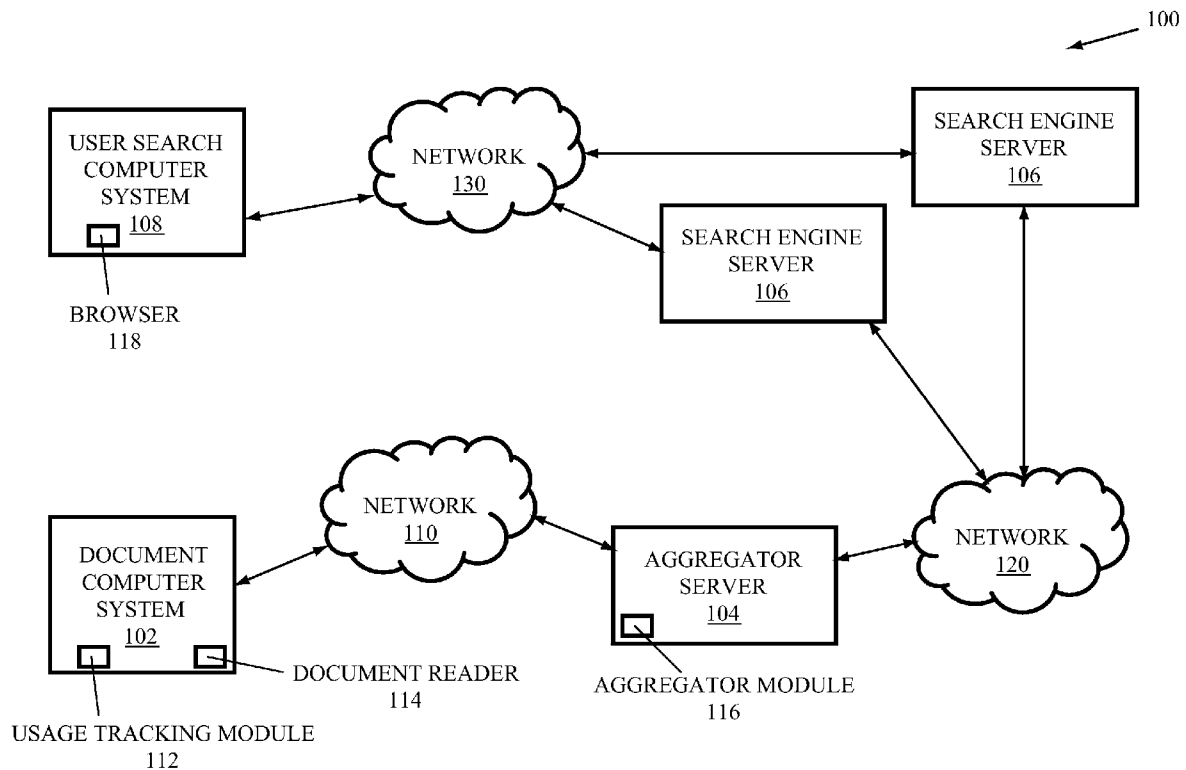 100
USER SEARCH
COMPUTER
SYSTEM
108
BROWSER
118
NETWORK
130
SEARCH ENGINE
SERVER
106
SEARCH ENGINE
SERVER
106
DOCUMENT
COMPUTER
SYSTEM
102
USAGE TRACKING MODULE
112
DOCUMENT READER
114
NETWORK
110
AGGREGATOR
SERVER
104
AGGREGATOR MODULE
116
NETWORK
120